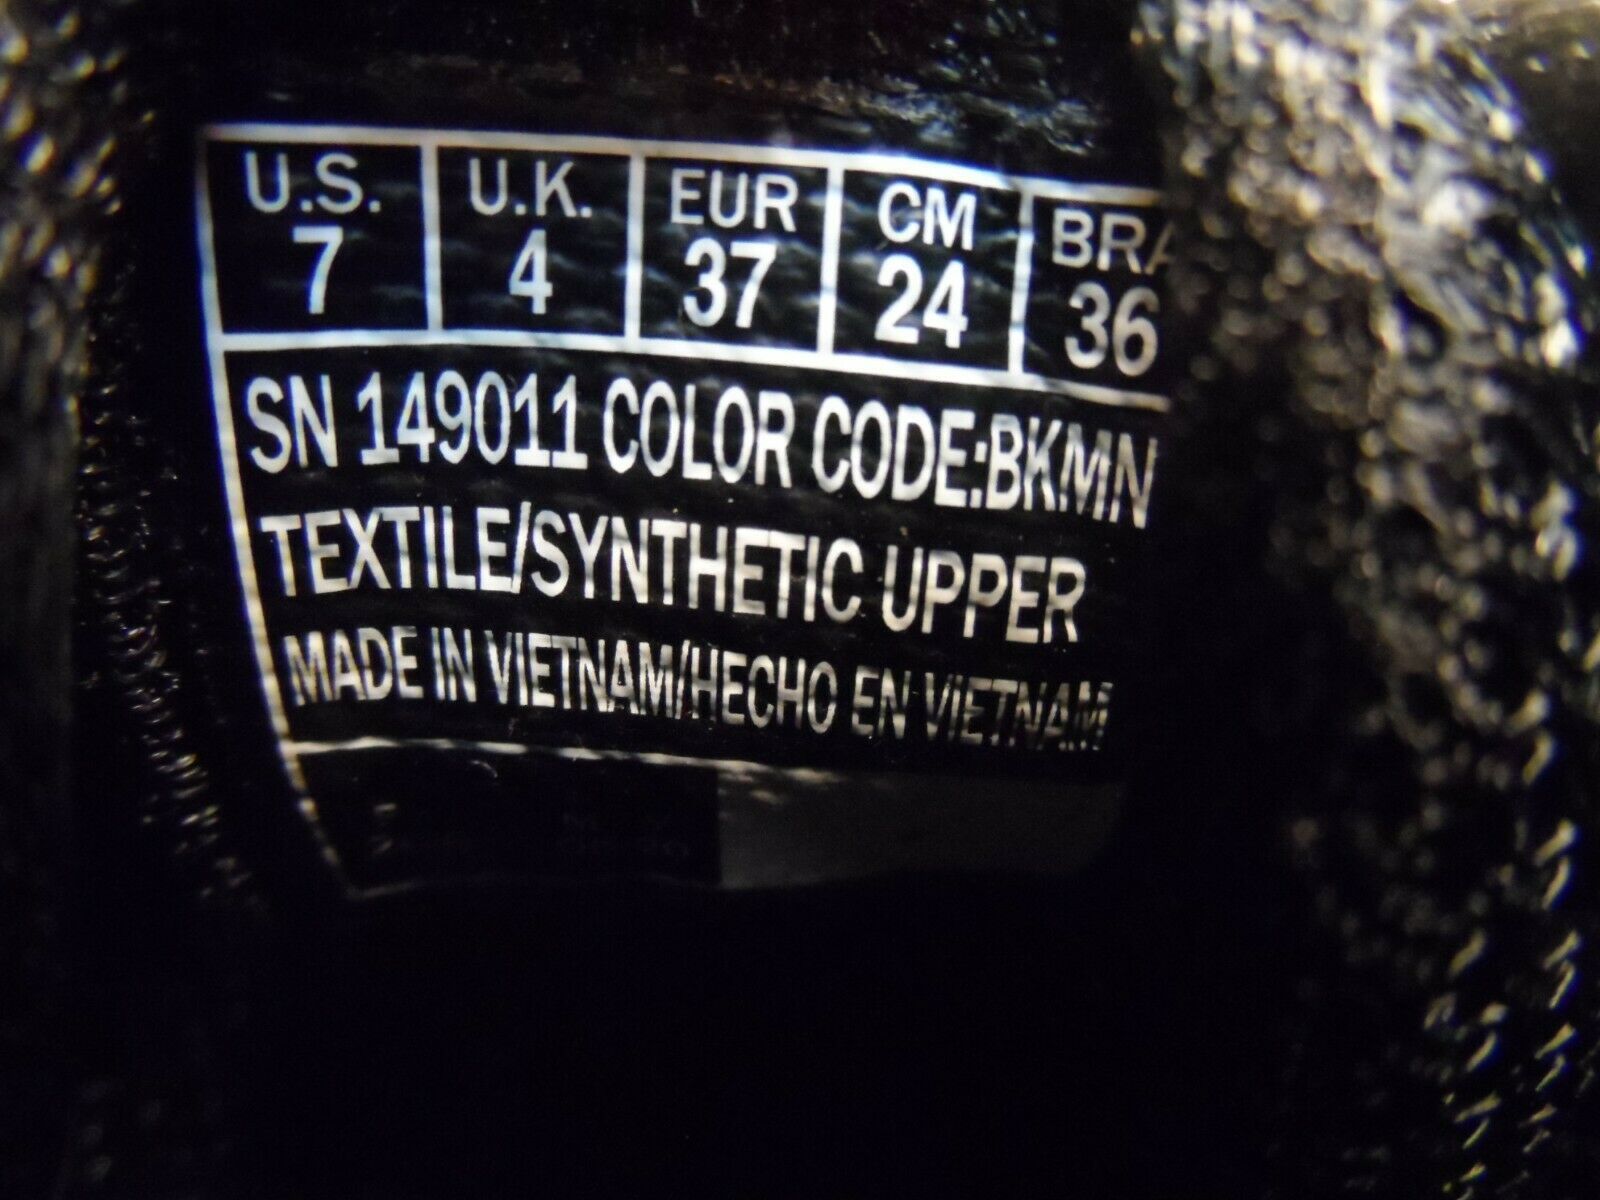 U.S. U.K. EUR CM BRA
7 4 37 24 36
SN 149011 COLOR CODE:BKMN
TEXTILE/SYNTHETIC UPPER
MADE IN VIETNAM/HECHO EN VIETNAM